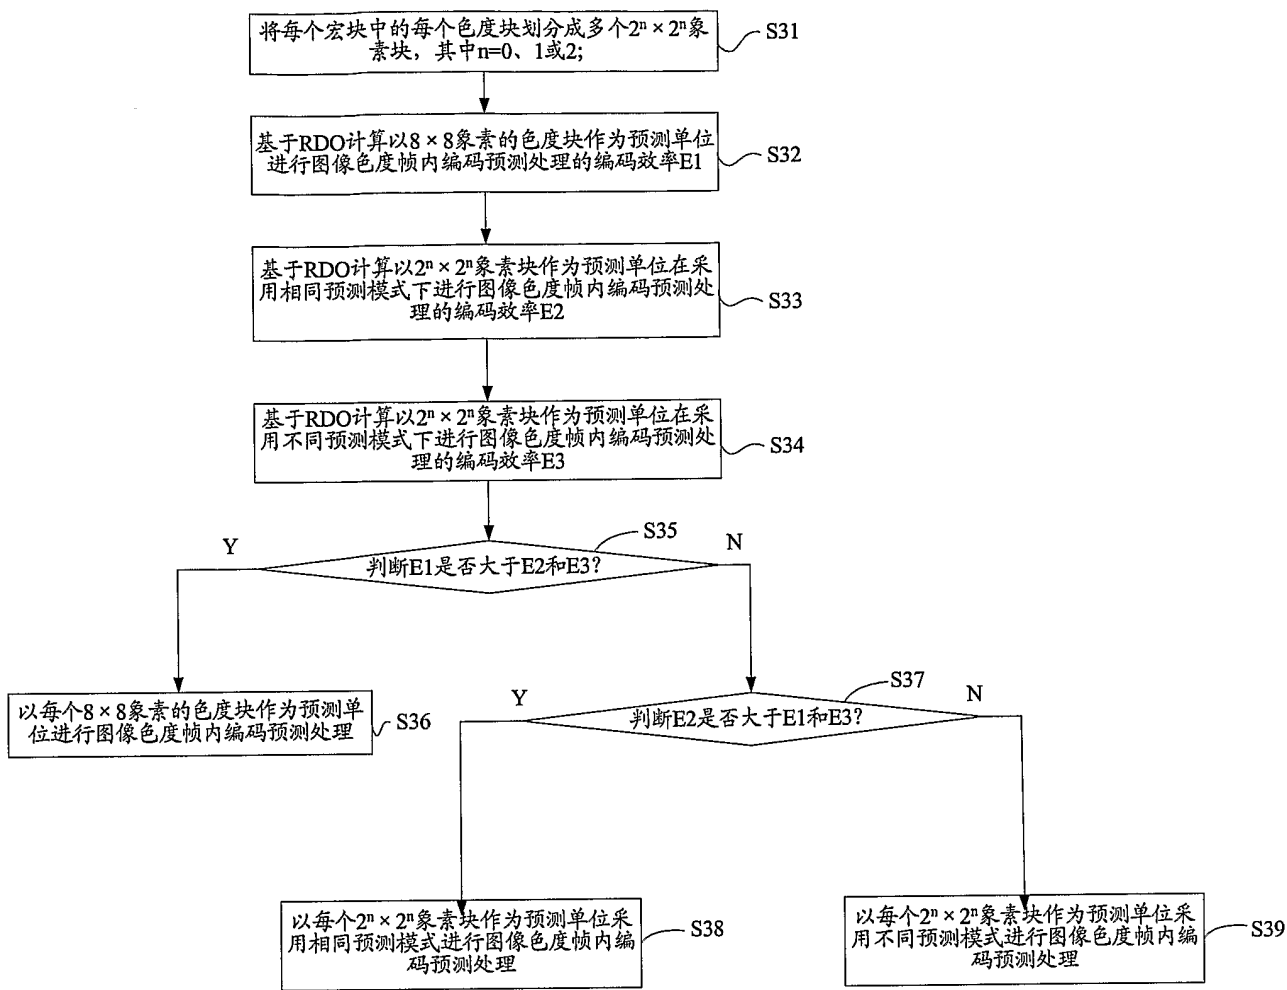 将每个宏块中的每个色度块划分成多个2ⁿ×2ⁿ象
素块，其中n=0、1或2;
S31
基于RDO计算以8×8象素的色度块作为预测单位
进行图像色度帧内编码预测处理的编码效率E1
S32
基于RDO计算以2ⁿ×2ⁿ象素块作为预测单位在采
用相同预测模式下进行图像色度帧内编码预测处
理的编码效率E2
S33
基于RDO计算以2ⁿ×2ⁿ象素块作为预测单位在采
用不同预测模式下进行图像色度帧内编码预测处
理的编码效率E3
S34
S35
Y
N
判断E1是否大于E2和E3?
S37
以每个8×8象素的色度块作为预测单
位进行图像色度帧内编码预测处理
S36
Y
N
判断E2是否大于E1和E3?
以每个2ⁿ×2ⁿ象素块作为预测单位采
用相同预测模式进行图像色度帧内编
码预测处理
S38
以每个2ⁿ×2ⁿ象素块作为预测单位采
用不同预测模式进行图像色度帧内编
码预测处理
S39